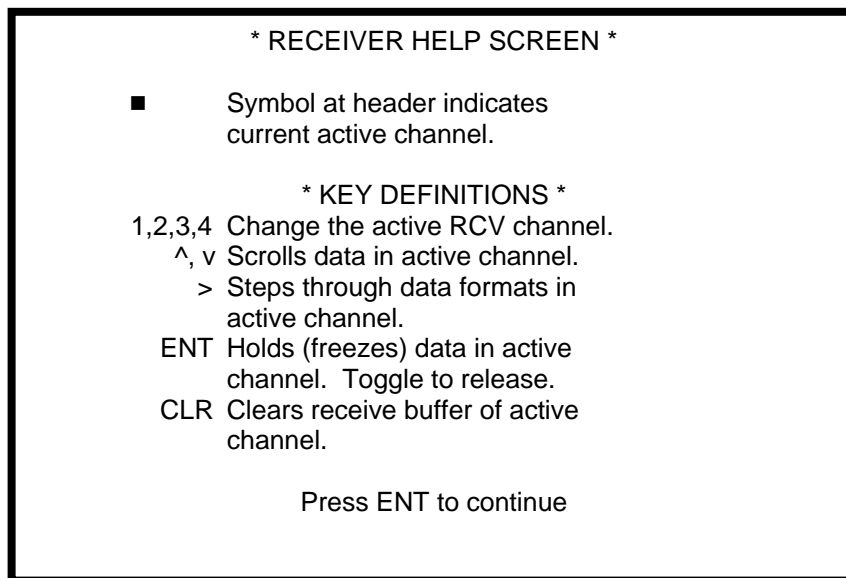 * RECEIVER HELP SCREEN *
■ Symbol at header indicates
current active channel.
* KEY DEFINITIONS *
1,2,3,4 Change the active RCV channel.
^, v Scrolls data in active channel.
> Steps through data formats in
active channel.
ENT Holds (freezes) data in active
channel. Toggle to release.
CLR Clears receive buffer of active
channel.
Press ENT to continue